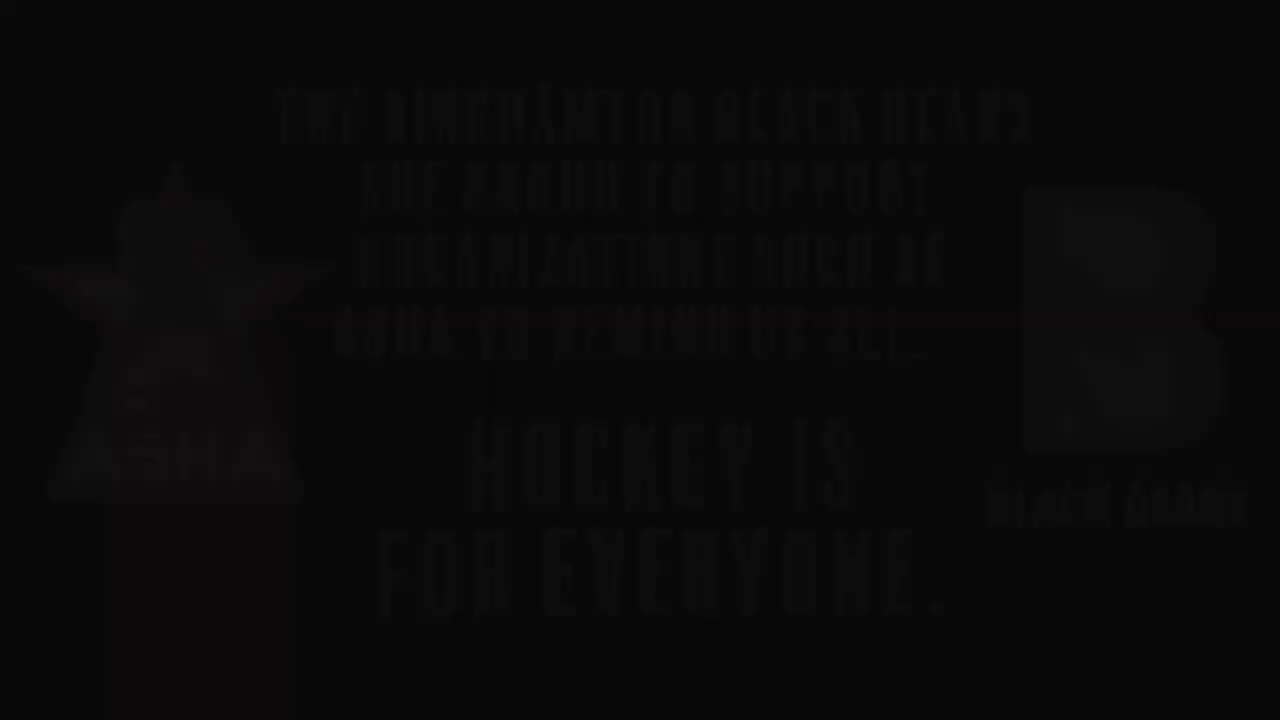 THE BINGHAMTON BLACK BEARS
ARE PROUD TO SUPPORT
ORGANIZATIONS SUCH AS
ASHA TO REMIND US ALL...
HOCKEY IS
FOR EVERYONE.
ASHA
BLACK BEARS